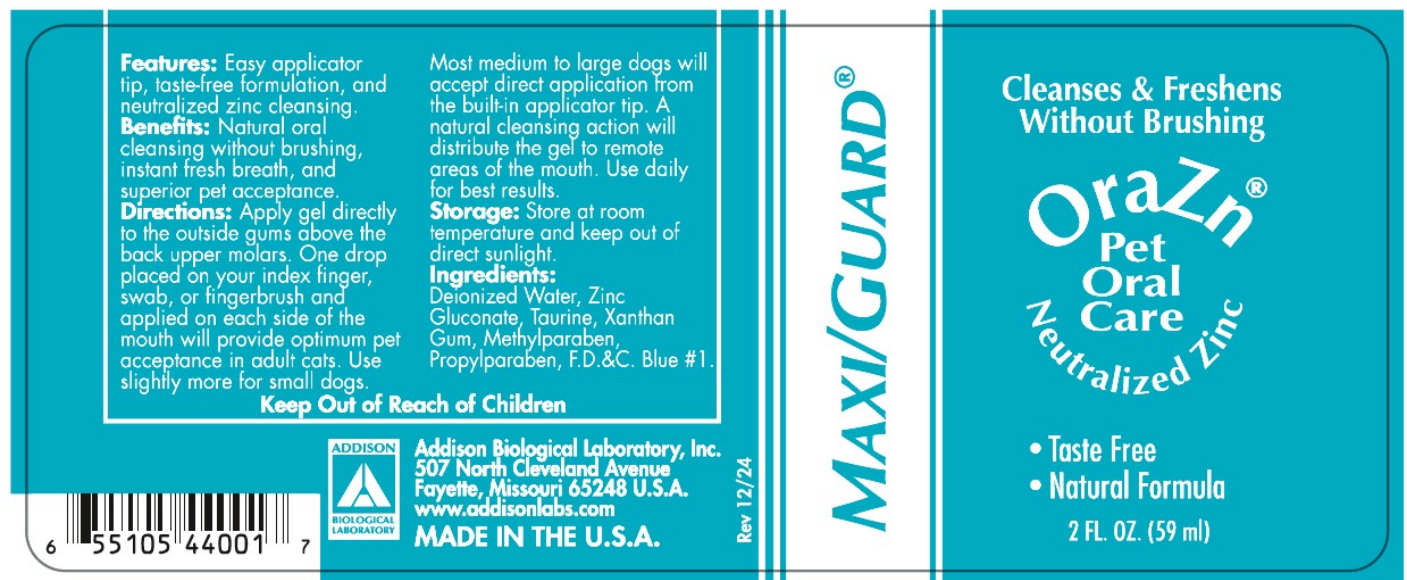 Features: Easy applicator
tip, taste-free formulation, and
neutralized zinc cleansing.
Benefits: Natural oral
cleansing without brushing,
instant fresh breath, and
superior pet acceptance.
Directions: Apply gel directly
to the outside gums above the
back upper molars. One drop
placed on your index finger,
swab, or fingerbrush and
applied on each side of the
mouth will provide optimum pet
acceptance in adult cats. Use
slightly more for small dogs.
Most medium to large dogs will
accept direct application from
the built-in applicator tip. A
natural cleansing action will
distribute the gel to remote
areas of the mouth. Use daily
for best results.
Storage: Store at room
temperature and keep out of
direct sunlight.
Ingredients:
Deionized Water, Zinc
Gluconate, Taurine, Xanthan
Gum, Methylparaben,
Propylparaben, F.D.&C. Blue #1.
Keep Out of Reach of Children
ADDISON
BIOLOGICAL
LABORATORY
Addison Biological Laboratory, Inc.
507 North Cleveland Avenue
Fayette, Missouri 65248 U.S.A.
www.addisonlabs.com
MADE IN THE U.S.A.
6 55105 44001 7
Rev 12/24
MAXI/GUARD®
Cleanses & Freshens
Without Brushing
OraZn®
Pet
Oral
Care
Neutralized Zinc
• Taste Free
• Natural Formula
2 FL. OZ. (59 ml)